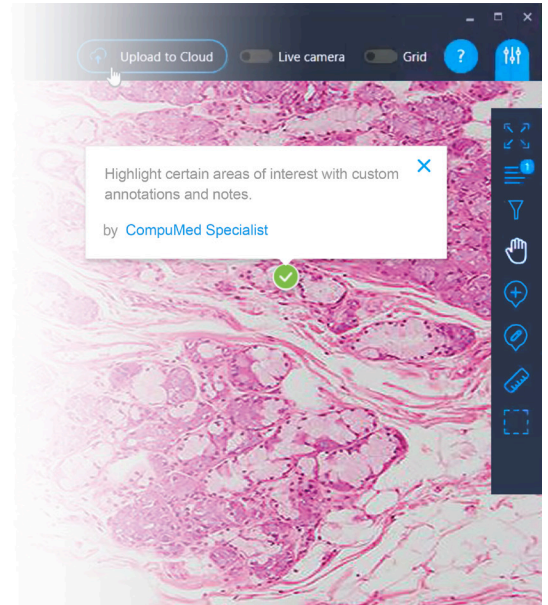 Upload to Cloud Live camera Grid ?
1
Highlight certain areas of interest with custom
annotations and notes.
by CompuMed Specialist